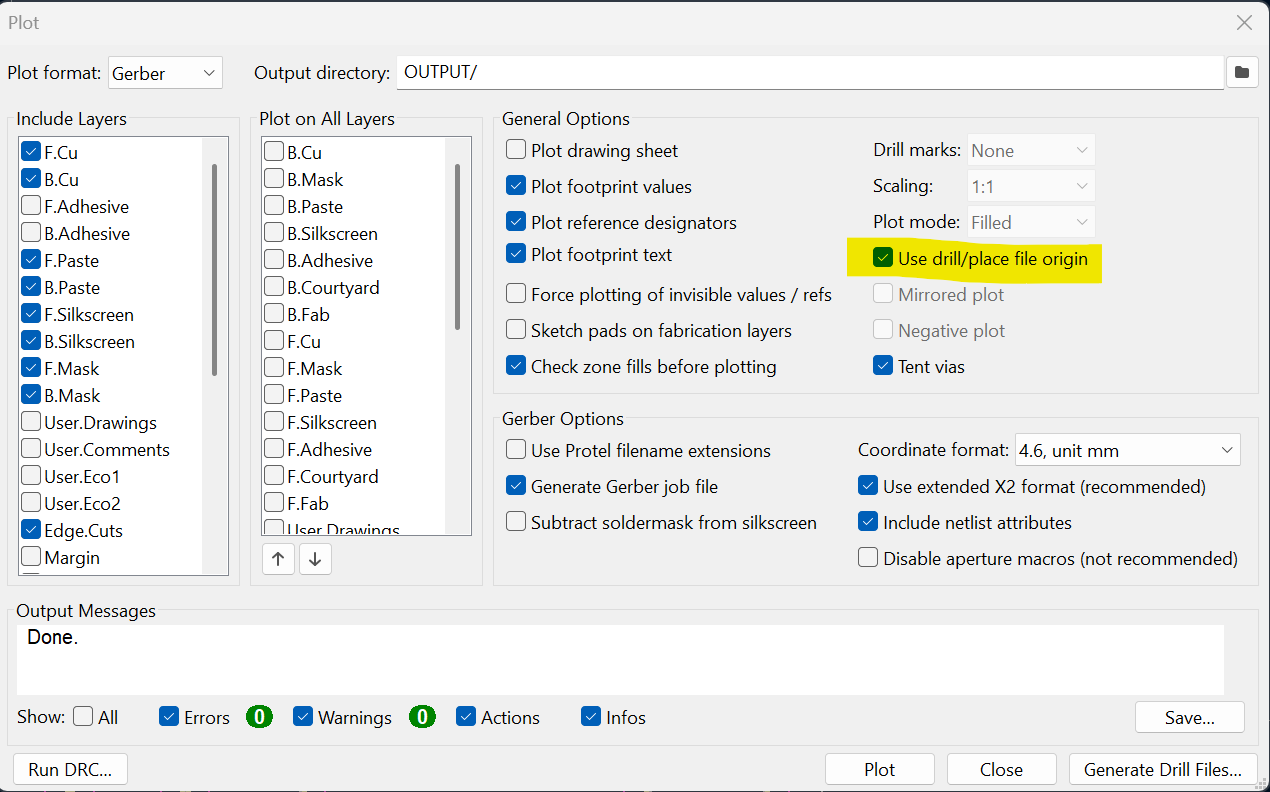 Plot
Plot format: Gerber
Output directory: OUTPUT/
Include Layers
F.Cu
B.Cu
F.Adhesive
B.Adhesive
F.Paste
B.Paste
F.Silkscreen
B.Silkscreen
F.Mask
B.Mask
User.Drawings
User.Comments
User.Eco1
User.Eco2
Edge.Cuts
Margin
Plot on All Layers
B.Cu
B.Mask
B.Paste
B.Silkscreen
B.Adhesive
B.Courtyard
B.Fab
F.Cu
F.Mask
F.Paste
F.Silkscreen
F.Adhesive
F.Courtyard
F.Fab
User.Drawings
General Options
Plot drawing sheet
Plot footprint values
Plot reference designators
Plot footprint text
Force plotting of invisible values / refs
Sketch pads on fabrication layers
Check zone fills before plotting
Drill marks: None
Scaling: 1:1
Plot mode: Filled
Use drill/place file origin
Mirrored plot
Negative plot
Tent vias
Gerber Options
Use Protel filename extensions
Generate Gerber job file
Subtract soldermask from silkscreen
Coordinate format: 4.6, unit mm
Use extended X2 format (recommended)
Include netlist attributes
Disable aperture macros (not recommended)
Output Messages
Done.
Show: All Errors 0 Warnings 0 Actions Infos Save...
Run DRC... Plot Close Generate Drill Files...